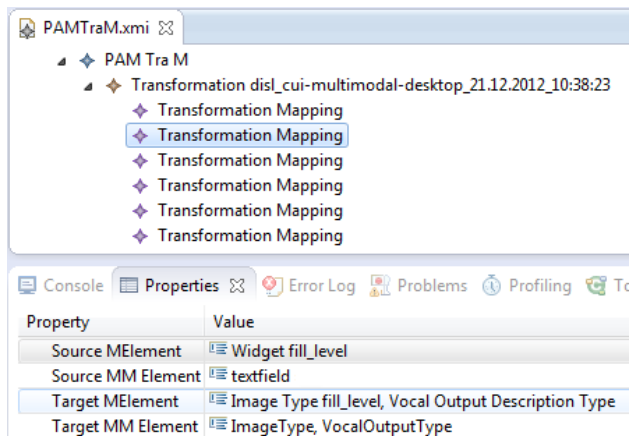 PAMTraM.xmi
PAM Tra M
Transformation disl_cui-multimodal-desktop_21.12.2012_10:38:23
Transformation Mapping
Transformation Mapping
Transformation Mapping
Transformation Mapping
Transformation Mapping
Transformation Mapping
Console Properties Error Log Problems Profiling To
Property Value
Source MElement Widget fill_level
Source MM Element textfield
Target MElement Image Type fill_level, Vocal Output Description Type
Target MM Element ImageType, VocalOutputType